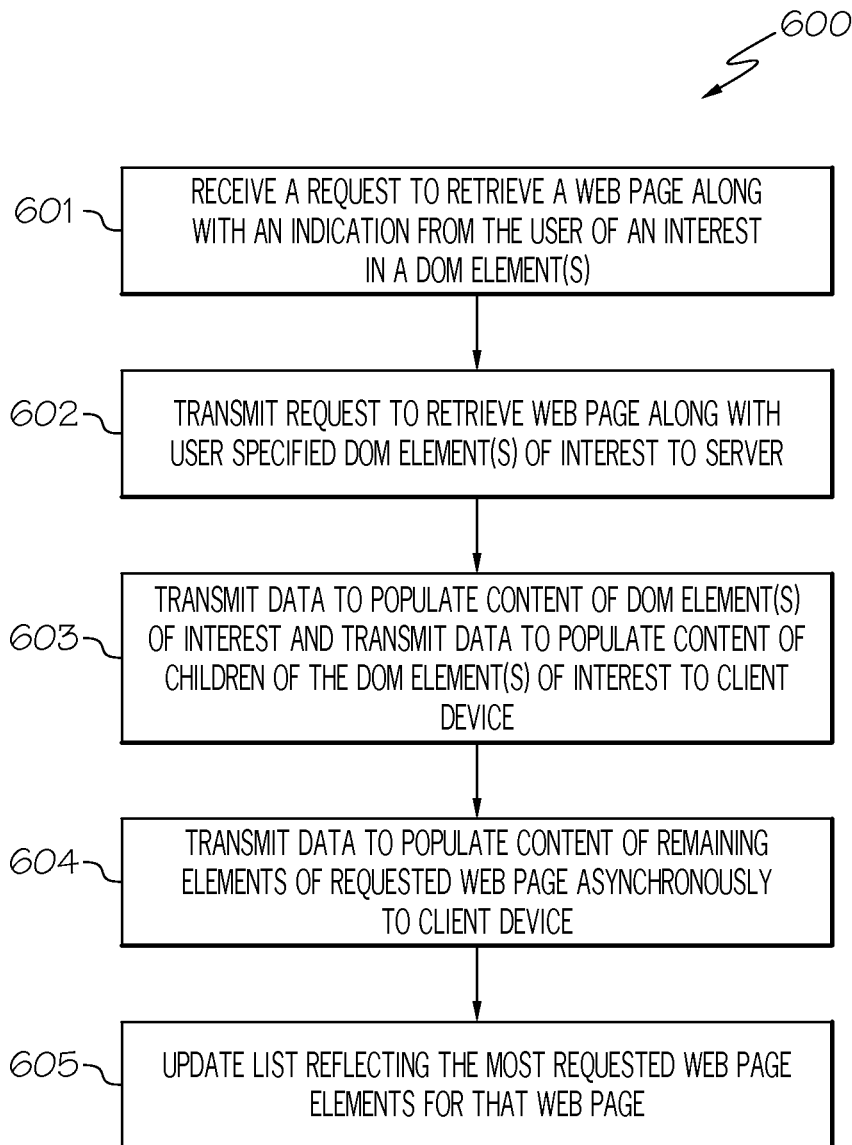 600
601
RECEIVE A REQUEST TO RETRIEVE A WEB PAGE ALONG
WITH AN INDICATION FROM THE USER OF AN INTEREST
IN A DOM ELEMENT(S)
602
TRANSMIT REQUEST TO RETRIEVE WEB PAGE ALONG WITH
USER SPECIFIED DOM ELEMENT(S) OF INTEREST TO SERVER
603
TRANSMIT DATA TO POPULATE CONTENT OF DOM ELEMENT(S)
OF INTEREST AND TRANSMIT DATA TO POPULATE CONTENT OF
CHILDREN OF THE DOM ELEMENT(S) OF INTEREST TO CLIENT
DEVICE
604
TRANSMIT DATA TO POPULATE CONTENT OF REMAINING
ELEMENTS OF REQUESTED WEB PAGE ASYNCHRONOUSLY
TO CLIENT DEVICE
605
UPDATE LIST REFLECTING THE MOST REQUESTED WEB PAGE
ELEMENTS FOR THAT WEB PAGE